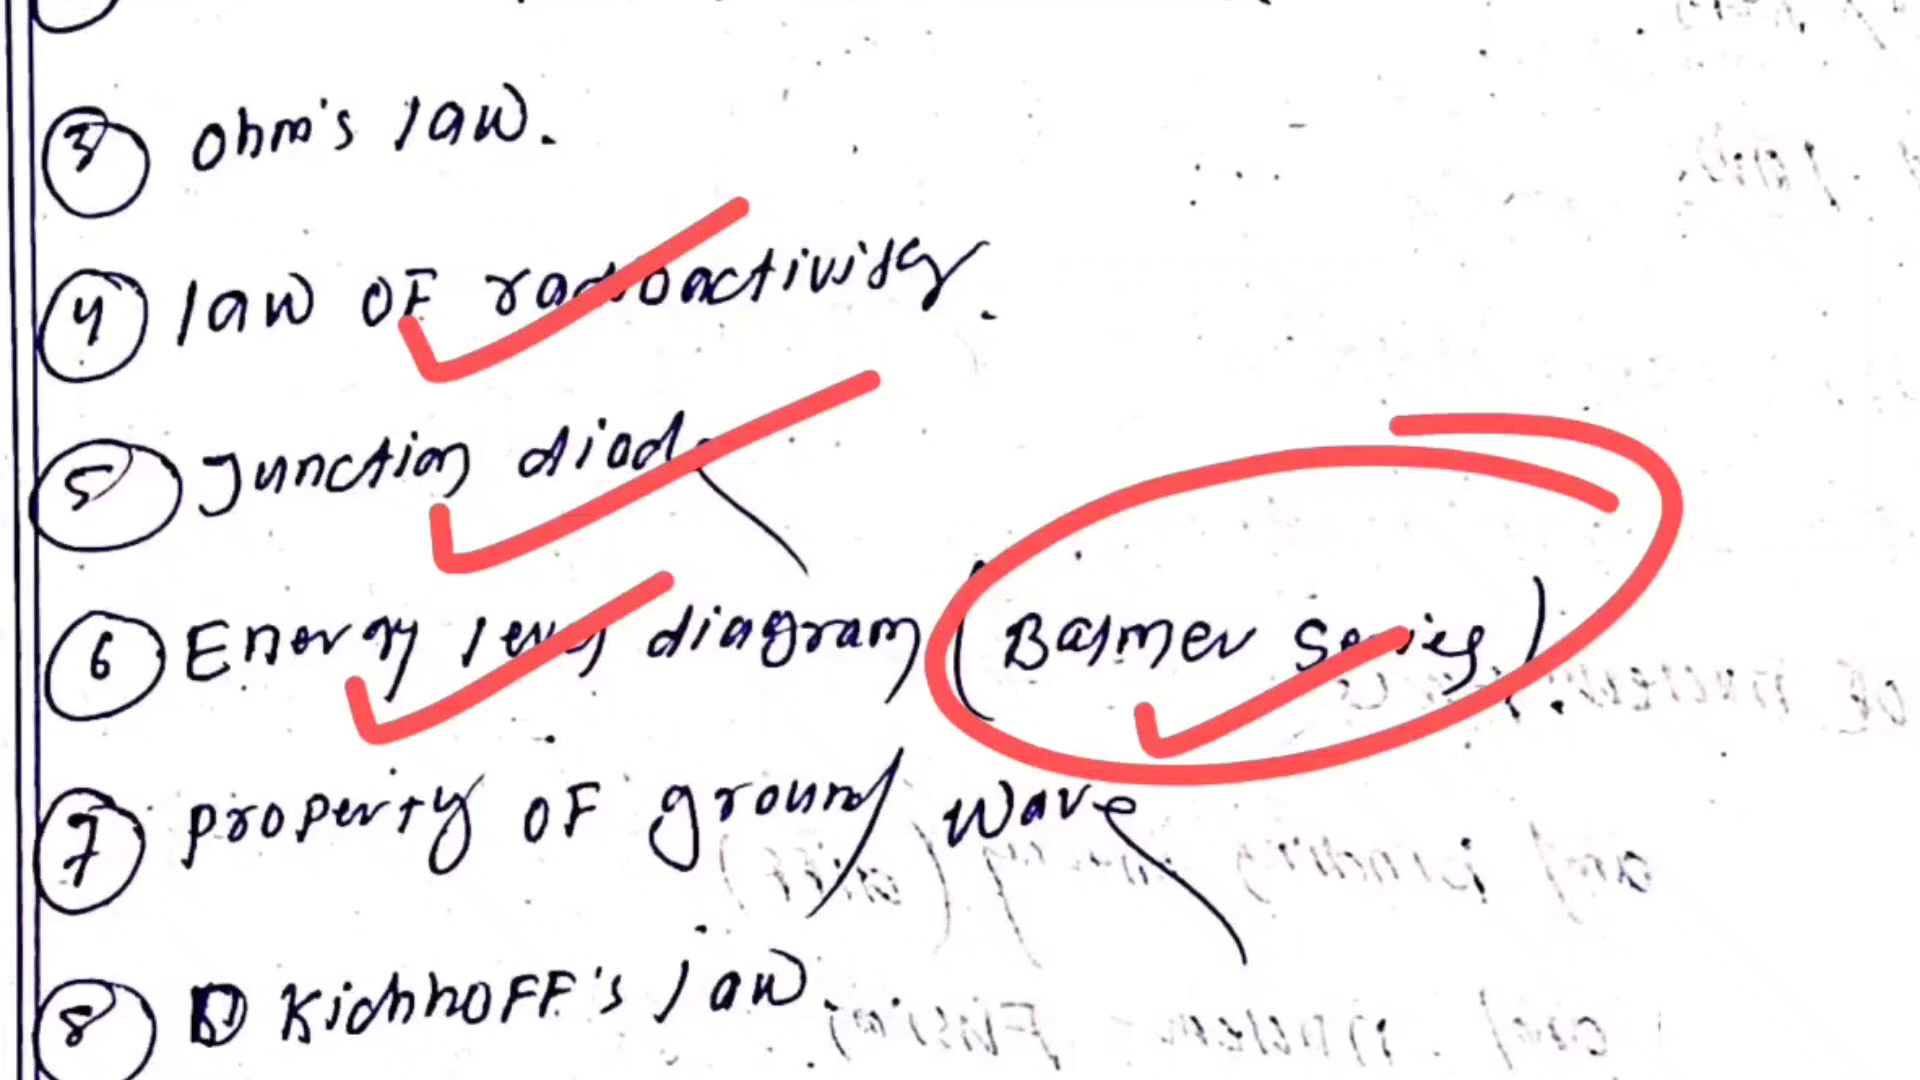 3 Ohm's law.
4 law OF radioactivity.
5 Junction diode
6 Energy level diagram (Balmer Series)
7 property OF ground wave
8 Kichhoff's law.